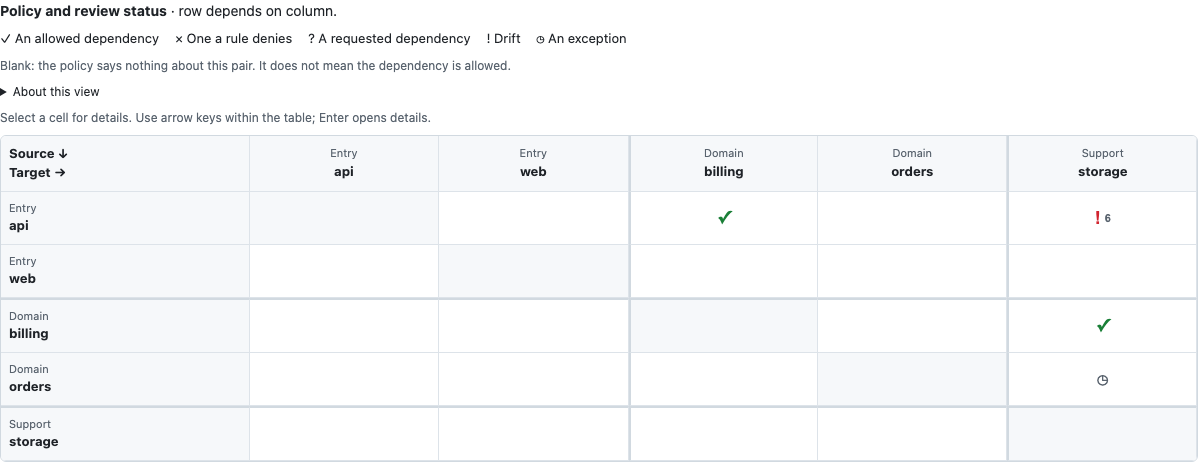 Policy and review status · row depends on column.
✓ An allowed dependency × One a rule denies ? A requested dependency ! Drift ◷ An exception
Blank: the policy says nothing about this pair. It does not mean the dependency is allowed.
▶ About this view
Select a cell for details. Use arrow keys within the table; Enter opens details.
Source ↓
Target →
Entry
api
Entry
web
Domain
billing
Domain
orders
Support
storage
Entry
api
✓
! 6
Entry
web
Domain
billing
✓
Domain
orders
◷
Support
storage